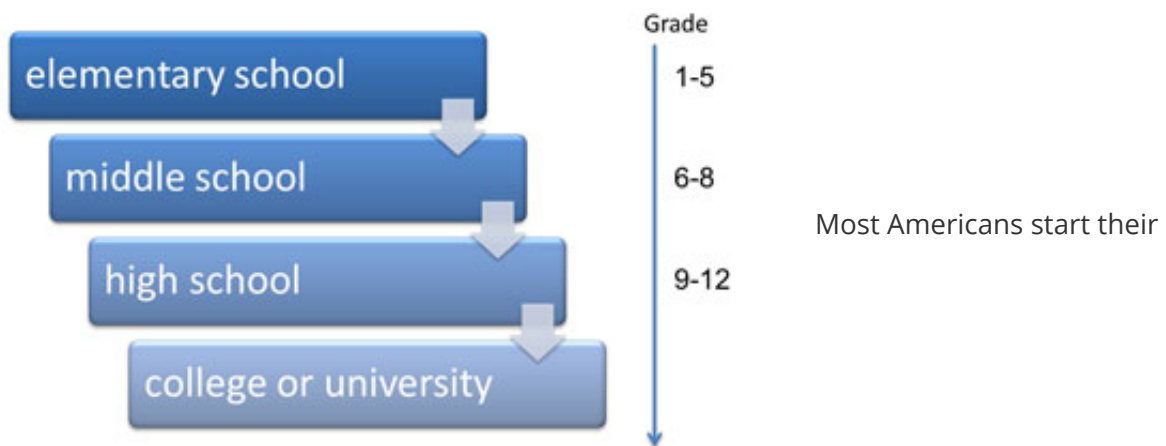 Grade
elementary school
1-5
middle school
6-8
Most Americans start their
high school
9-12
college or university